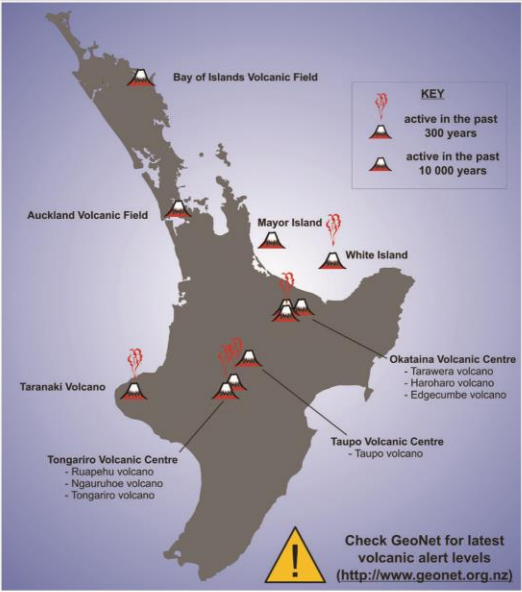 Bay of Islands Volcanic Field
KEY
active in the past
300 years
active in the past
10 000 years
Auckland Volcanic Field
Mayor Island
White Island
Okataina Volcanic Centre
- Tarawera volcano
- Haroharo volcano
- Edgecumbe volcano
Taranaki Volcano
Taupo Volcanic Centre
- Taupo volcano
Tongariro Volcanic Centre
- Ruapehu volcano
- Ngauruhoe volcano
- Tongariro volcano
!
Check GeoNet for latest
volcanic alert levels
(http://www.geonet.org.nz)